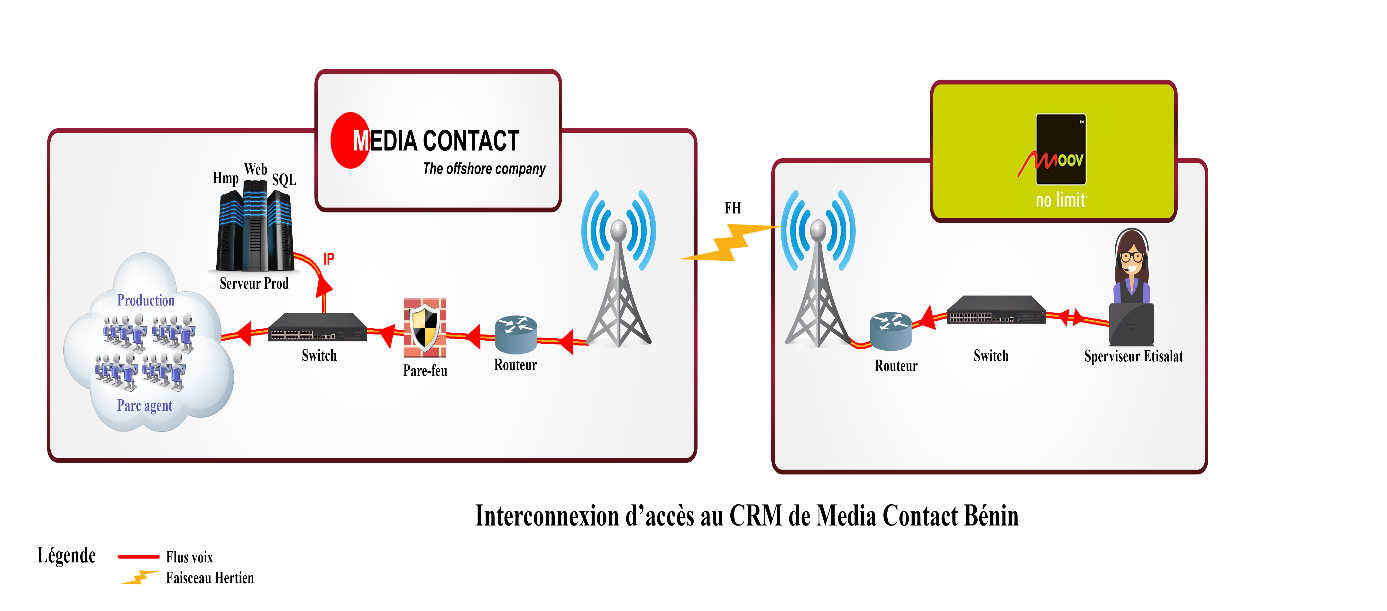 MEDIA CONTACT
The offshore company
MOOV
no limit
Hmp
Web
SQL
Serveur Prod
IP
Production
Parc agent
Switch
Pare-feu
Routeur
FH
Routeur
Switch
Sperviseur Etisalat
Interconnexion d'accès au CRM de Media Contact Bénin
Légende
Flus voix
Faisceau Hertien